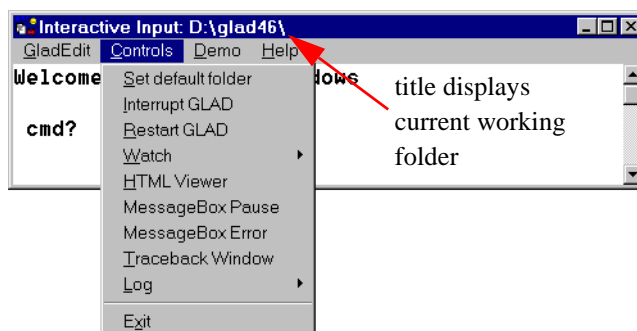 Interactive Input: D:\glad46\
GladEdit Controls Demo Help
Welcome dows
cmd?
Set default folder
Interrupt GLAD
Restart GLAD
Watch
HTML Viewer
MessageBox Pause
MessageBox Error
Traceback Window
Log
Exit
title displays
current working
folder